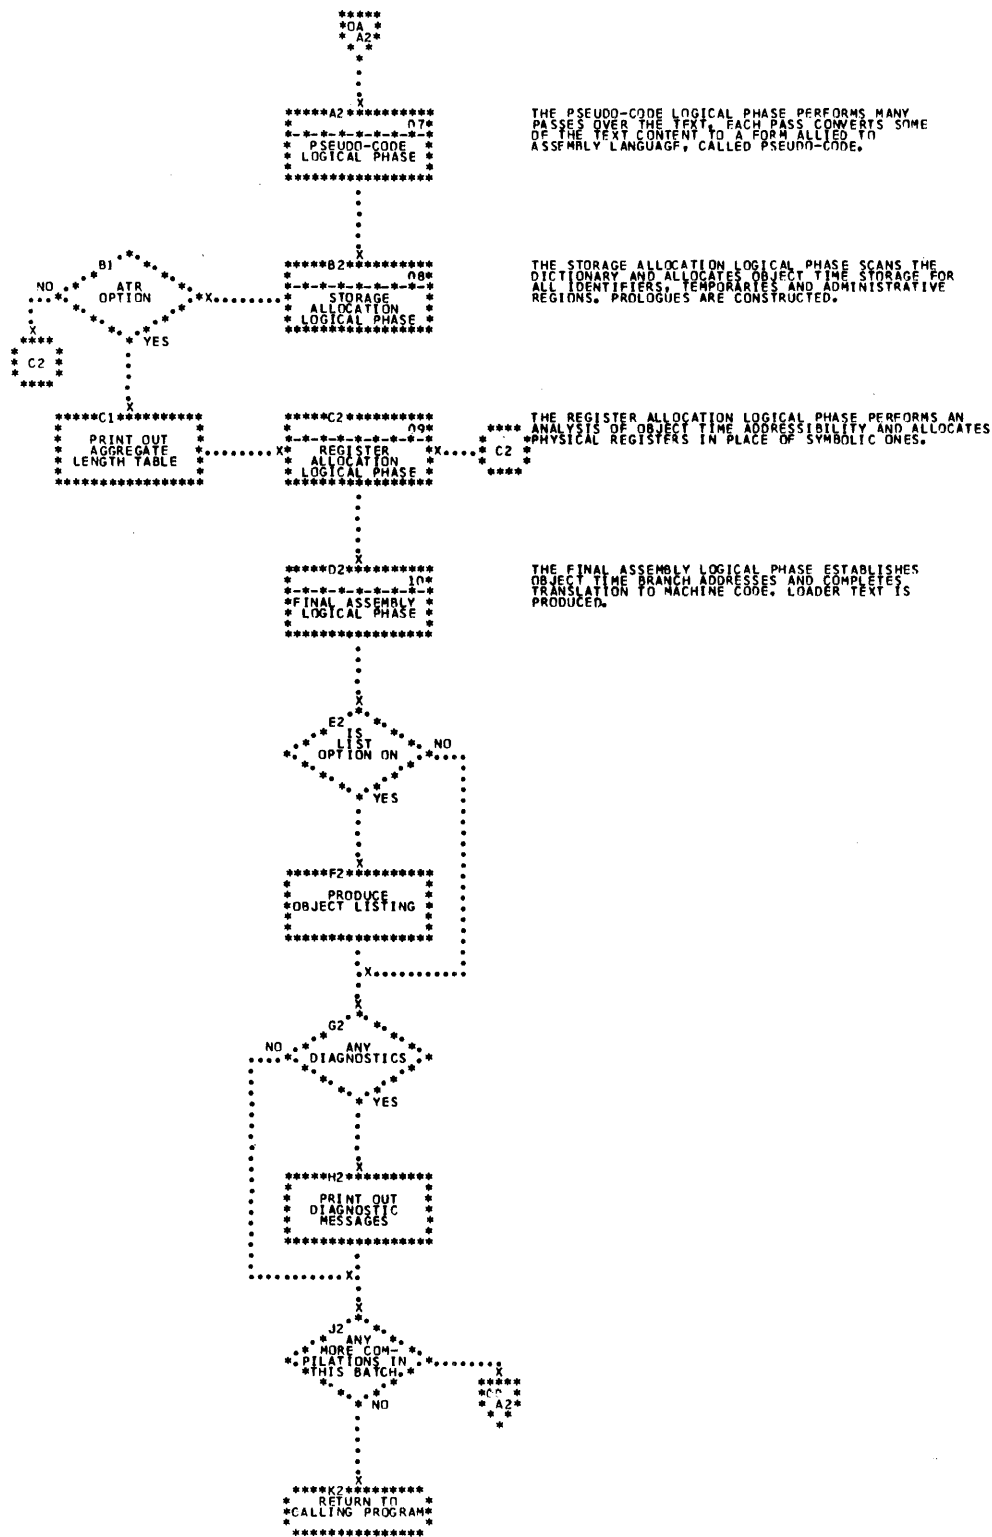 0A
A2
A2
07
PSEUDO-CODE
LOGICAL PHASE
THE PSEUDO-CODE LOGICAL PHASE PERFORMS MANY
PASSES OVER THE TEXT. EACH PASS CONVERTS SOME
OF THE TEXT CONTENT TO A FORM ALLIED TO
ASSEMBLY LANGUAGE, CALLED PSEUDO-CODE.
B1
ATR
OPTION
NO
YES
C2
B2
08
STORAGE
ALLOCATION
LOGICAL PHASE
THE STORAGE ALLOCATION LOGICAL PHASE SCANS THE
DICTIONARY AND ALLOCATES OBJECT TIME STORAGE FOR
ALL IDENTIFIERS, TEMPORARIES AND ADMINISTRATIVE
REGIONS. PROLOGUES ARE CONSTRUCTED.
C1
PRINT OUT
AGGREGATE
LENGTH TABLE
C2
09
REGISTER
ALLOCATION
LOGICAL PHASE
C2
THE REGISTER ALLOCATION LOGICAL PHASE PERFORMS AN
ANALYSIS OF OBJECT TIME ADDRESSIBILITY AND ALLOCATES
PHYSICAL REGISTERS IN PLACE OF SYMBOLIC ONES.
D2
10
FINAL ASSEMBLY
LOGICAL PHASE
THE FINAL ASSEMBLY LOGICAL PHASE ESTABLISHES
OBJECT TIME BRANCH ADDRESSES AND COMPLETES
TRANSLATION TO MACHINE CODE. LOADER TEXT IS
PRODUCED.
E2
IS
LIST
OPTION ON
NO
YES
F2
PRODUCE
OBJECT LISTING
G2
ANY
DIAGNOSTICS
NO
YES
H2
PRINT OUT
DIAGNOSTIC
MESSAGES
J2
ANY
MORE COM-
PILATIONS IN
THIS BATCH.
NO
A2
K2
RETURN TO
CALLING PROGRAM